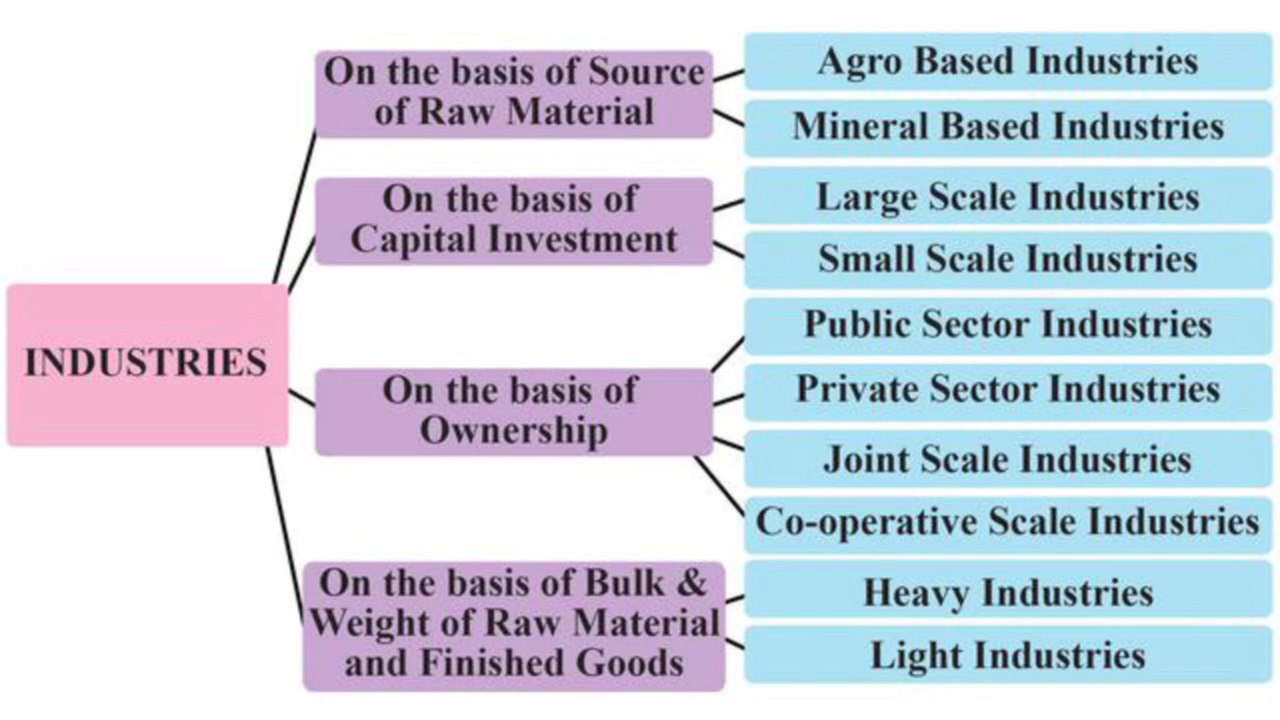 INDUSTRIES
On the basis of Source
of Raw Material
Agro Based Industries
Mineral Based Industries
On the basis of
Capital Investment
Large Scale Industries
Small Scale Industries
On the basis of
Ownership
Public Sector Industries
Private Sector Industries
Joint Scale Industries
Co-operative Scale Industries
On the basis of Bulk &
Weight of Raw Material
and Finished Goods
Heavy Industries
Light Industries